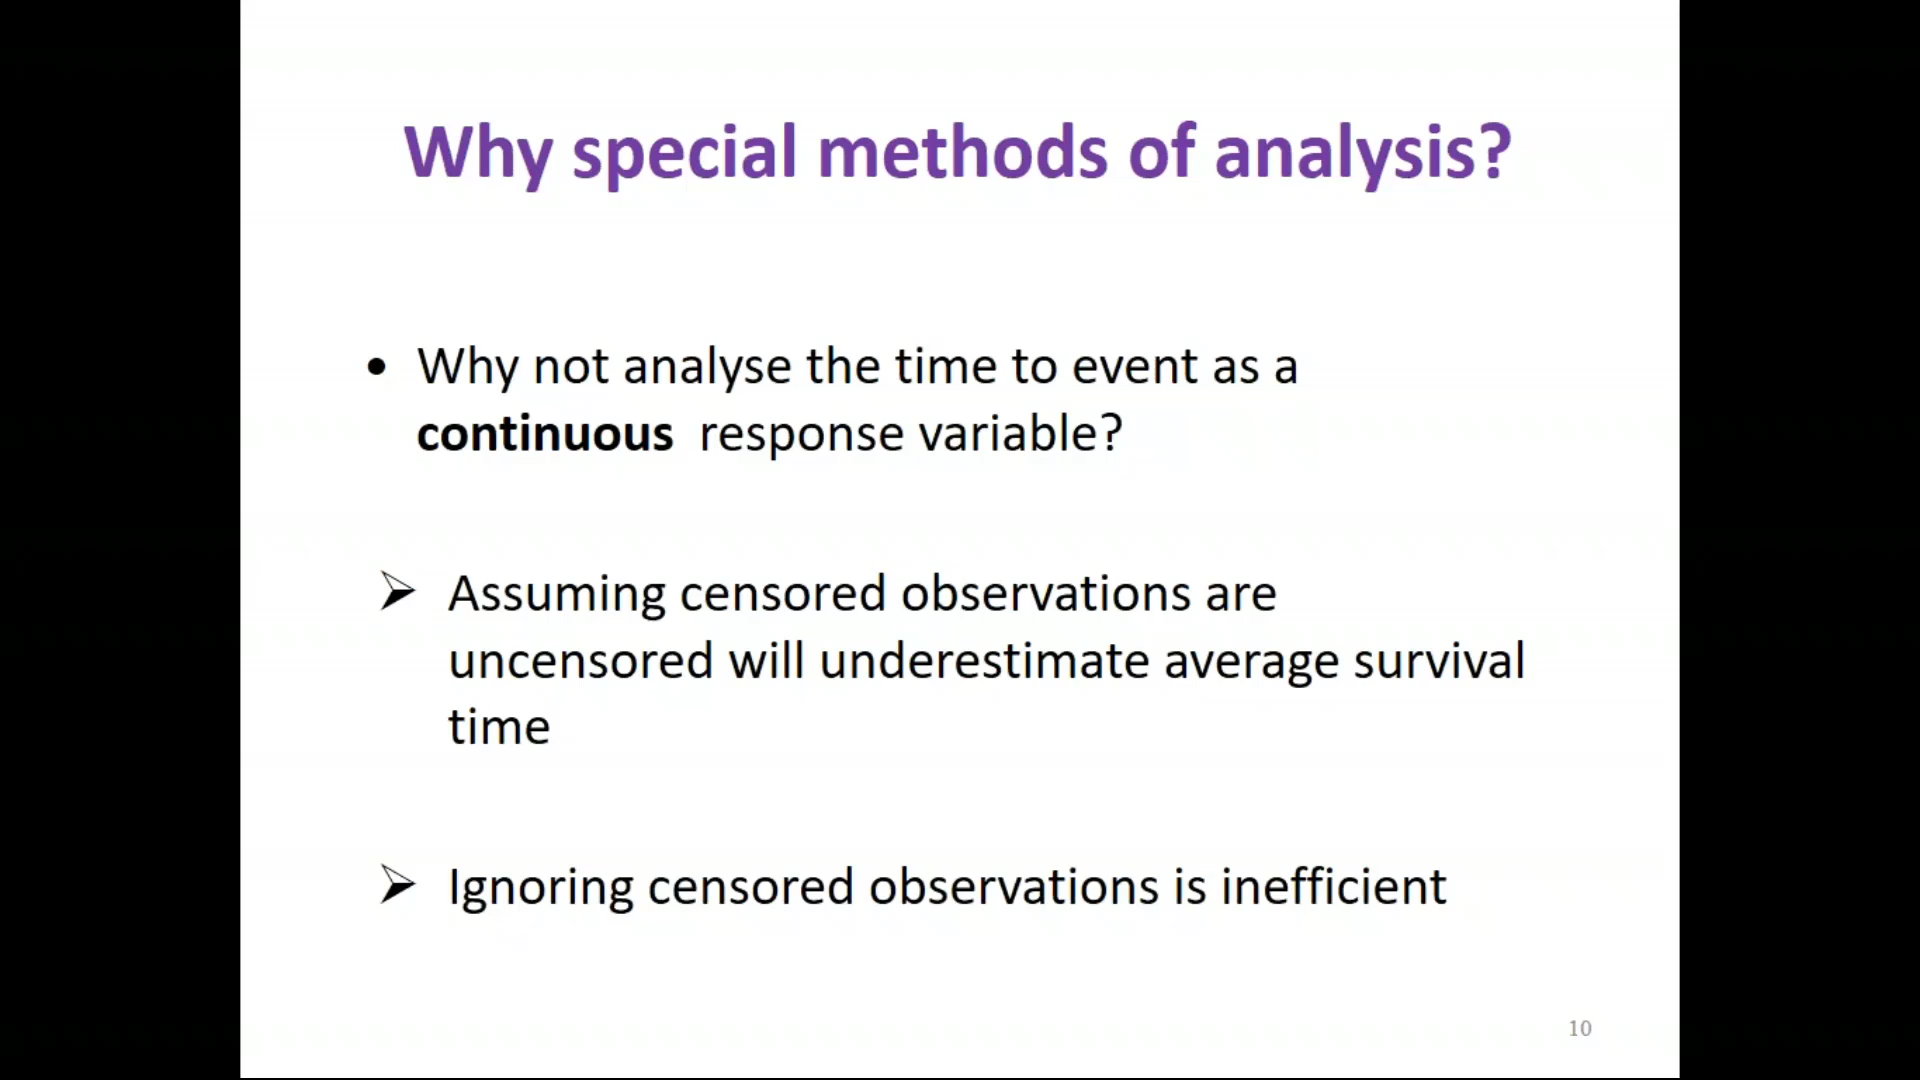 Why special methods of analysis?
• Why not analyse the time to event as a
continuous response variable?
➢ Assuming censored observations are
uncensored will underestimate average survival
time
➢ Ignoring censored observations is inefficient
10